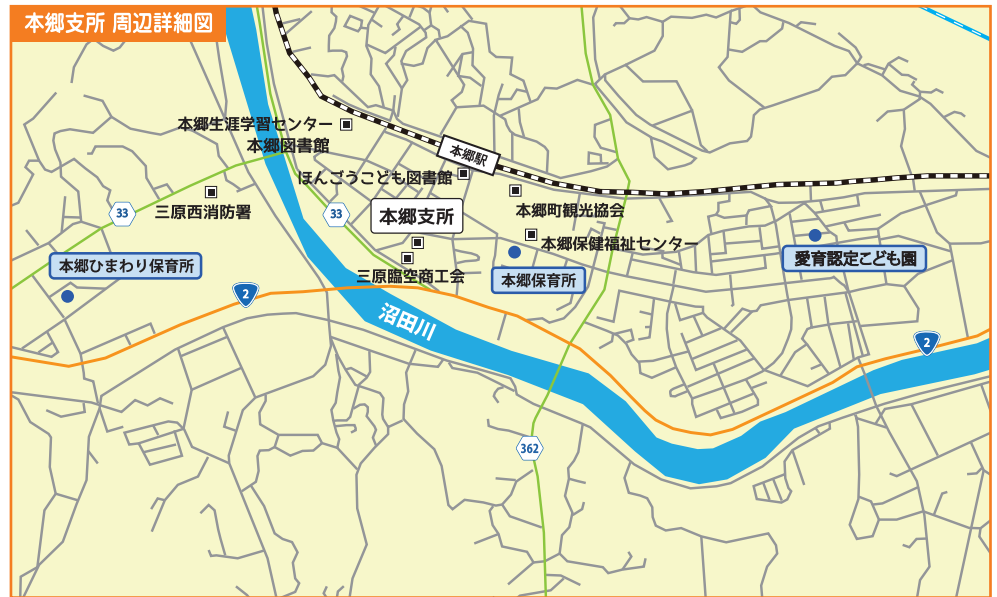 本郷支所 周辺詳細図
本郷生涯学習センター
本郷図書館
本郷駅
ほんごうこども図書館
三原西消防署
33
33
本郷支所
本郷町観光協会
本郷保健福祉センター
三原臨空商工会
本郷保育所
愛育認定こども園
本郷ひまわり保育所
2
沼田川
2
362